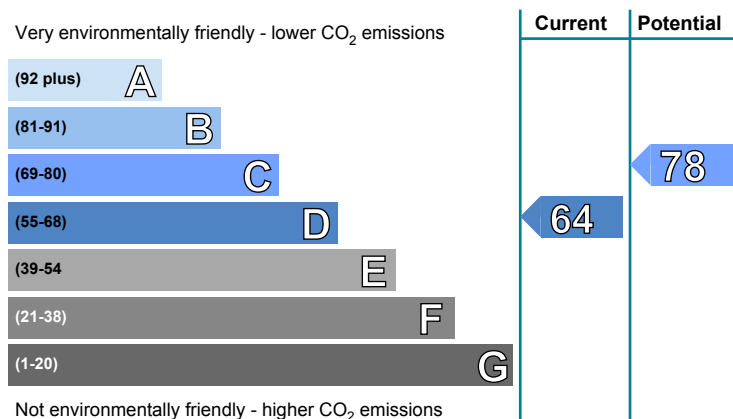 Very environmentally friendly - lower CO2 emissions
Current
Potential
(92 plus) A
(81-91) B
(69-80) C
78
(55-68) D
64
(39-54 E
(21-38) F
(1-20) G
Not environmentally friendly - higher CO2 emissions